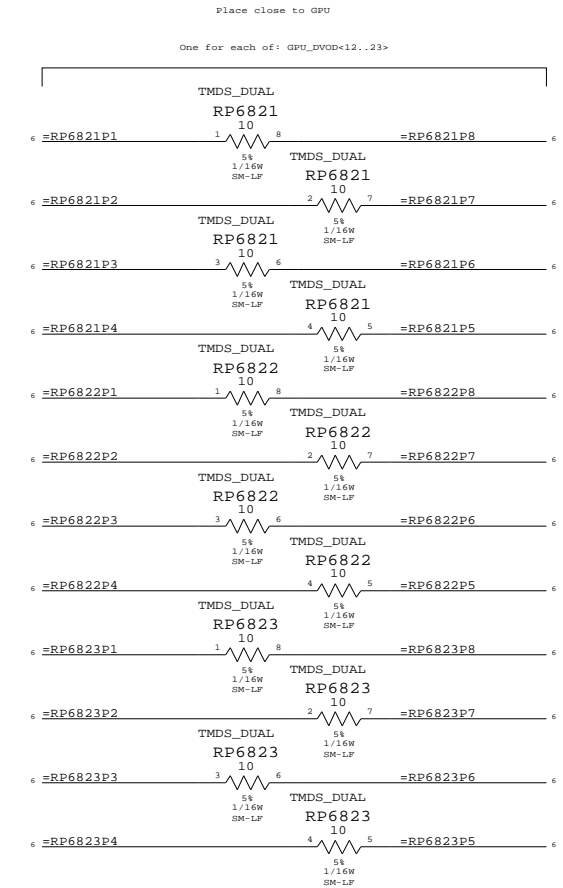 Place close to GPU
One for each of: GPU_DVOD<12..23>
TMDS_DUAL
RP6821
10
6 =RP6821P1 1 8 =RP6821P8 6
5%
1/16W
SM-LF
TMDS_DUAL
RP6821
10
6 =RP6821P2 2 7 =RP6821P7 6
5%
1/16W
SM-LF
TMDS_DUAL
RP6821
10
6 =RP6821P3 3 6 =RP6821P6 6
5%
1/16W
SM-LF
TMDS_DUAL
RP6821
10
6 =RP6821P4 4 5 =RP6821P5 6
5%
1/16W
SM-LF
TMDS_DUAL
RP6822
10
6 =RP6822P1 1 8 =RP6822P8 6
5%
1/16W
SM-LF
TMDS_DUAL
RP6822
10
6 =RP6822P2 2 7 =RP6822P7 6
5%
1/16W
SM-LF
TMDS_DUAL
RP6822
10
6 =RP6822P3 3 6 =RP6822P6 6
5%
1/16W
SM-LF
TMDS_DUAL
RP6822
10
6 =RP6822P4 4 5 =RP6822P5 6
5%
1/16W
SM-LF
TMDS_DUAL
RP6823
10
6 =RP6823P1 1 8 =RP6823P8 6
5%
1/16W
SM-LF
TMDS_DUAL
RP6823
10
6 =RP6823P2 2 7 =RP6823P7 6
5%
1/16W
SM-LF
TMDS_DUAL
RP6823
10
6 =RP6823P3 3 6 =RP6823P6 6
5%
1/16W
SM-LF
TMDS_DUAL
RP6823
10
6 =RP6823P4 4 5 =RP6823P5 6
5%
1/16W
SM-LF